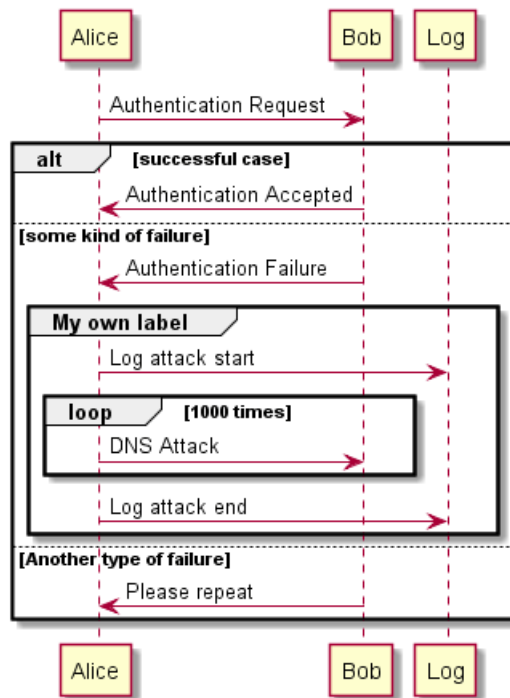 Alice Bob Log
Authentication Request
alt [successful case]
Authentication Accepted
[some kind of failure]
Authentication Failure
My own label
Log attack start
loop [1000 times]
DNS Attack
Log attack end
[Another type of failure]
Please repeat
Alice Bob Log